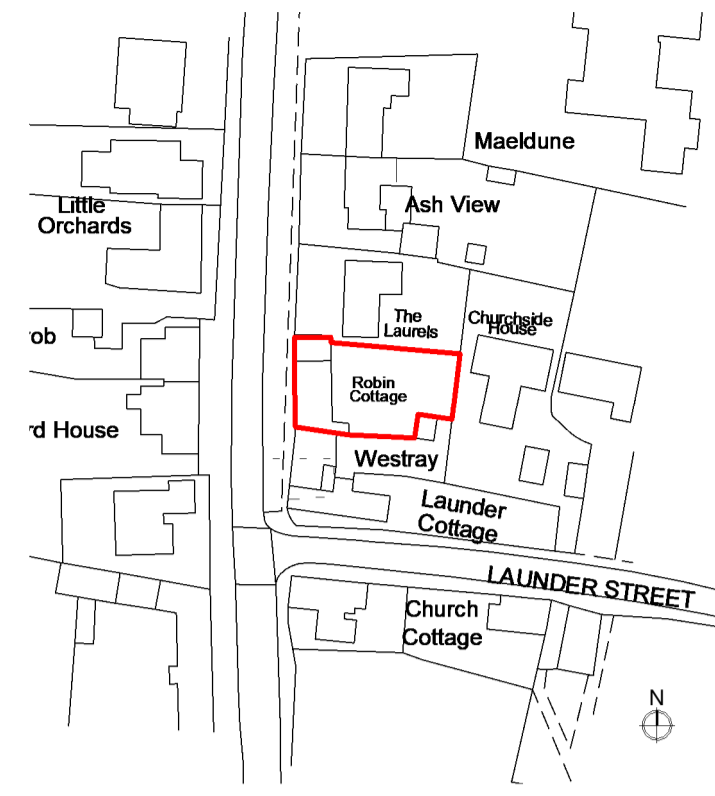 Maeldune
Ash View
Little
Orchards
The
Laurels
Churchside
House
ob
Robin
Cottage
rd House
Westray
Launder
Cottage
LAUNDER STREET
Church
Cottage
N